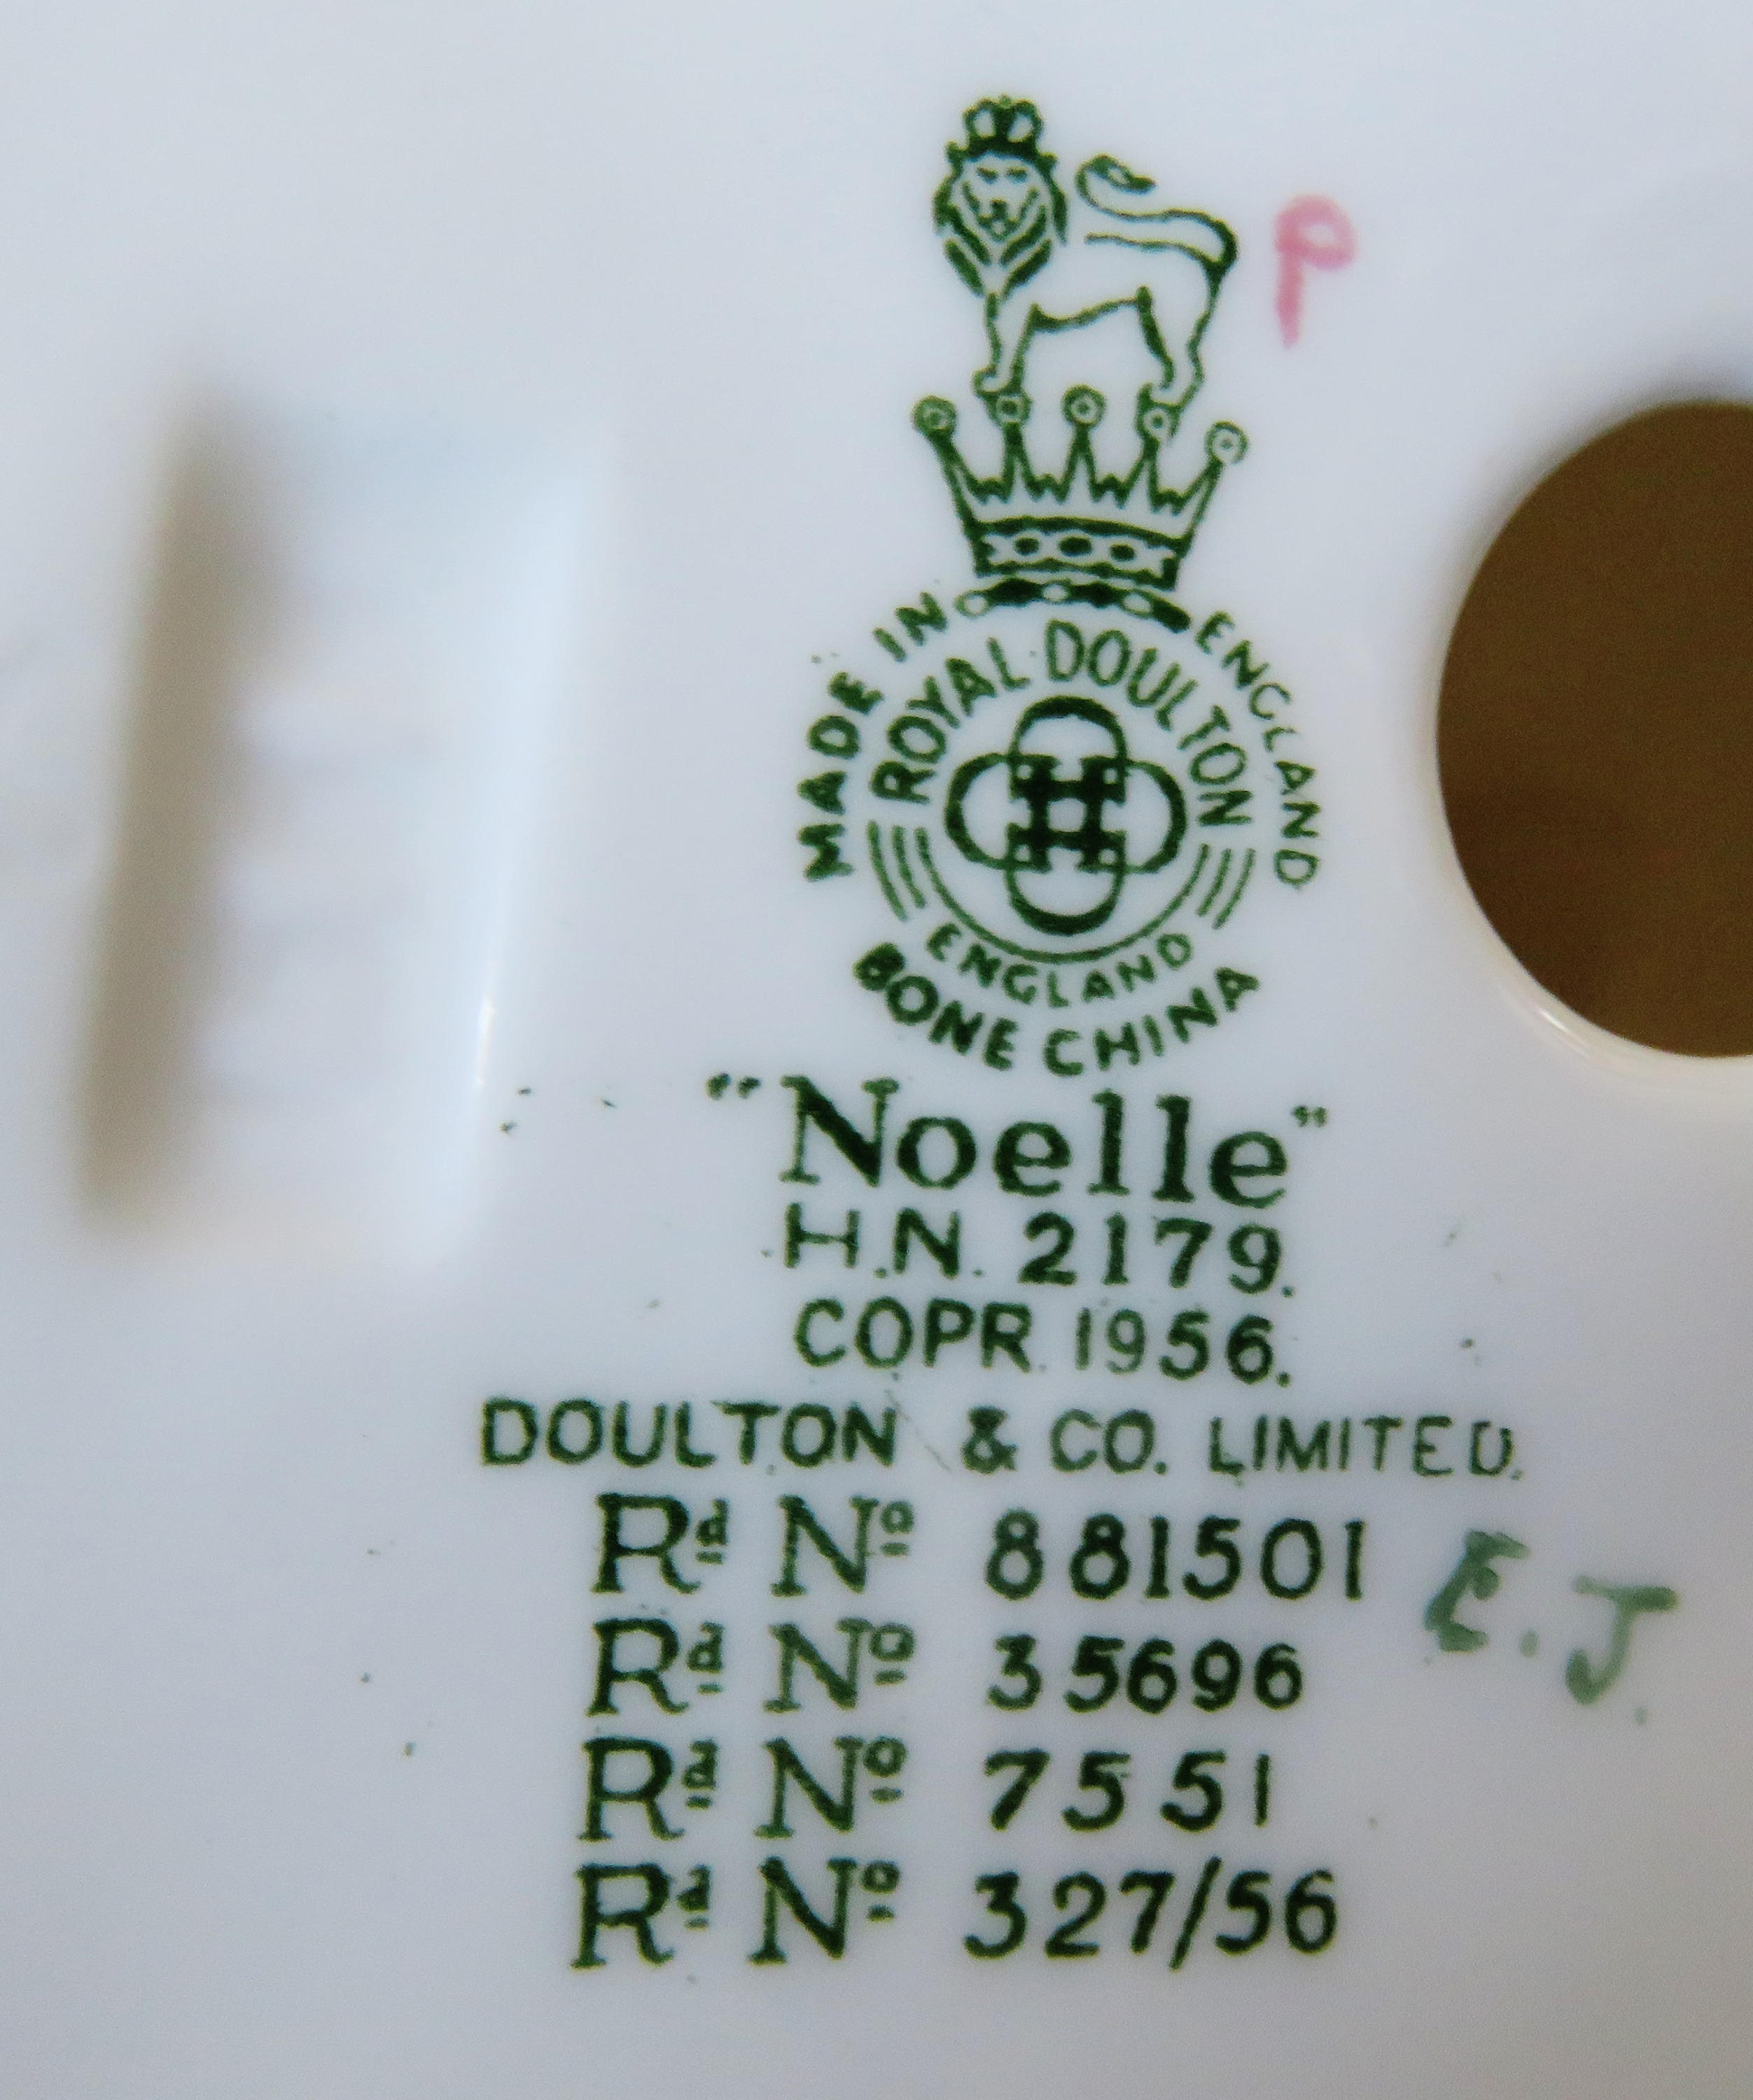 P
MADE IN ENGLAND
ROYAL DOULTON
ENGLAND
BONE CHINA
"Noelle"
H.N. 2179.
COPR. 1956.
DOULTON & CO. LIMITED.
Rd No 881501
E.J.
Rd No 35696
Rd No 7551
Rd No 327/56